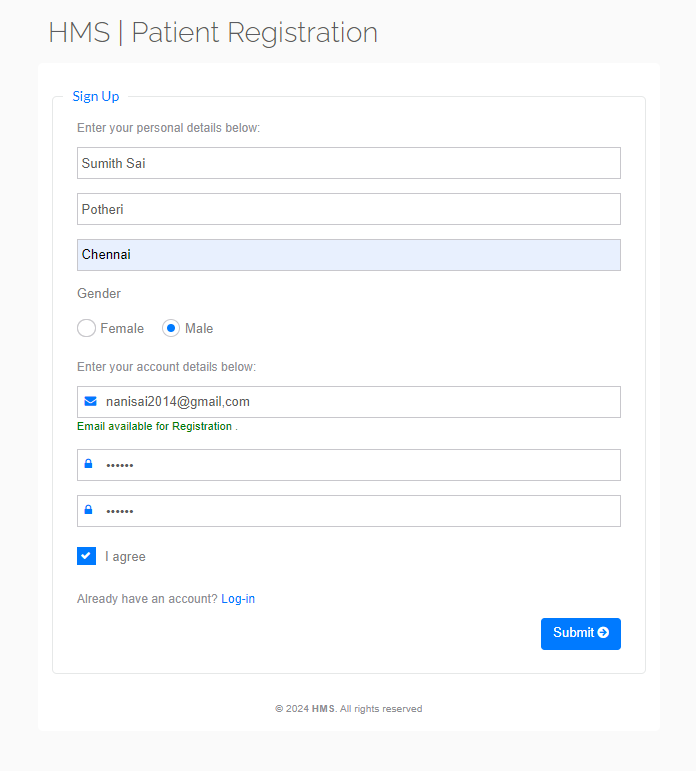 HMS | Patient Registration
Sign Up
Enter your personal details below:
Sumith Sai
Potheri
Chennai
Gender
Female Male
Enter your account details below:
nanisai2014@gmail,com
Email available for Registration .
••••••
••••••
I agree
Already have an account? Log-in
Submit
© 2024 HMS. All rights reserved